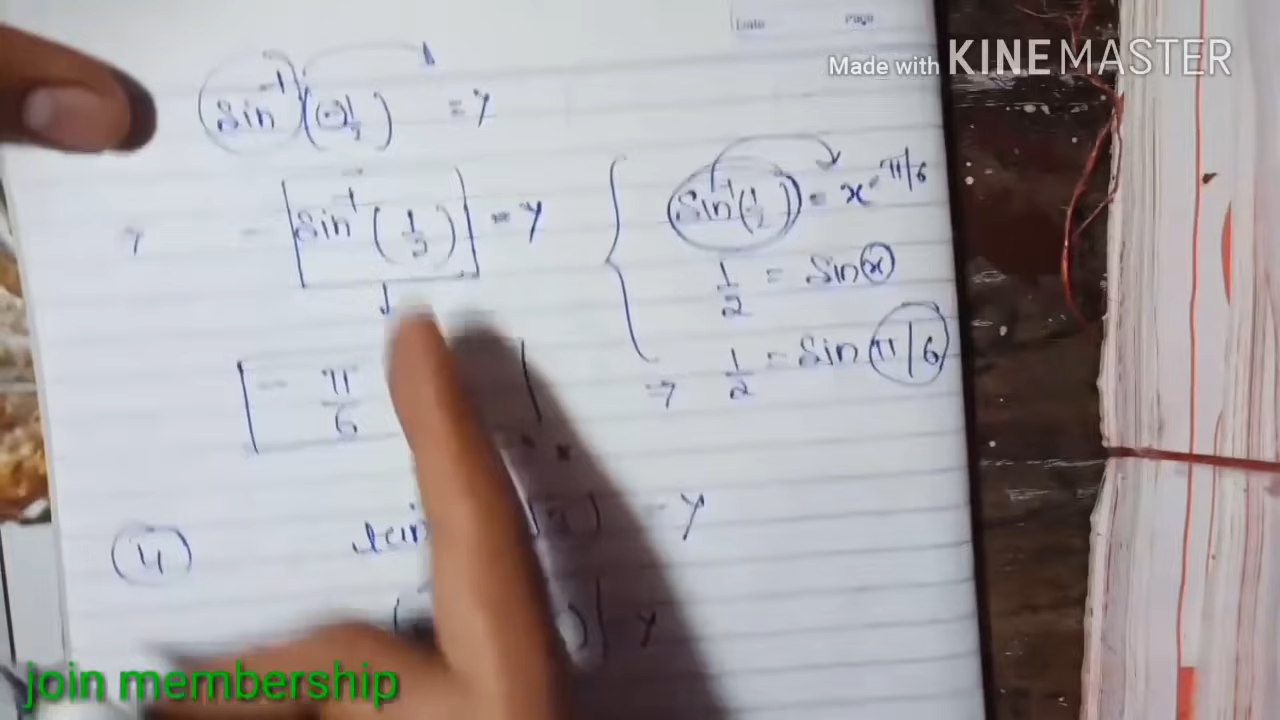 Date Page
Made with KINEMASTER
sin⁻¹(-1/2) = y
- [sin⁻¹(1/2)] = y
sin⁻¹(1/2) = x = π/6
1/2 = sin(x)
⇒ 1/2 = sin π/6
- π/6
= y
y
join membership